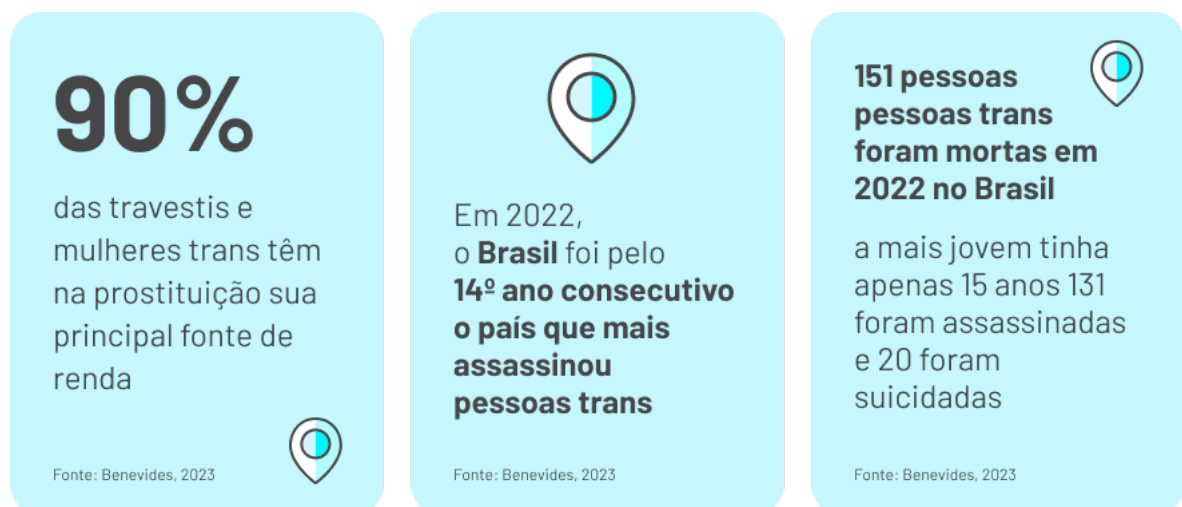 90%
das travestis e
mulheres trans têm
na prostituição sua
principal fonte de
renda
Fonte: Benevides, 2023
Em 2022,
o Brasil foi pelo
14º ano consecutivo
o país que mais
assassinou
pessoas trans
Fonte: Benevides, 2023
151 pessoas
pessoas trans
foram mortas em
2022 no Brasil
a mais jovem tinha
apenas 15 anos 131
foram assassinadas
e 20 foram
suicidadas
Fonte: Benevides, 2023